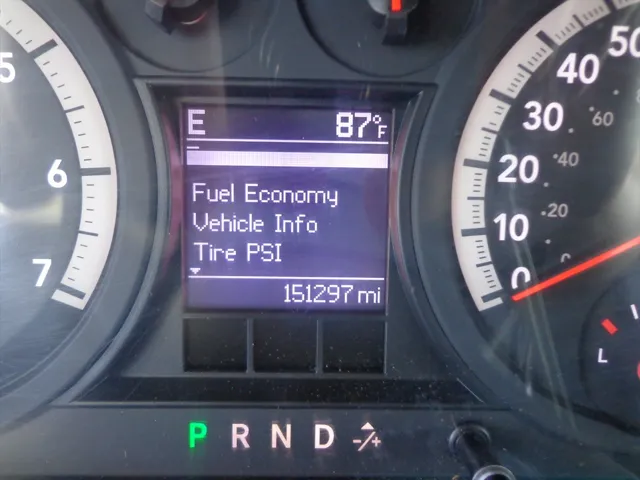 E 87°F
Fuel Economy
Vehicle Info
Tire PSI
151297 mi
5
6
7
50
40
30
20
10
0
60
40
20
0
L
P R N D -/+